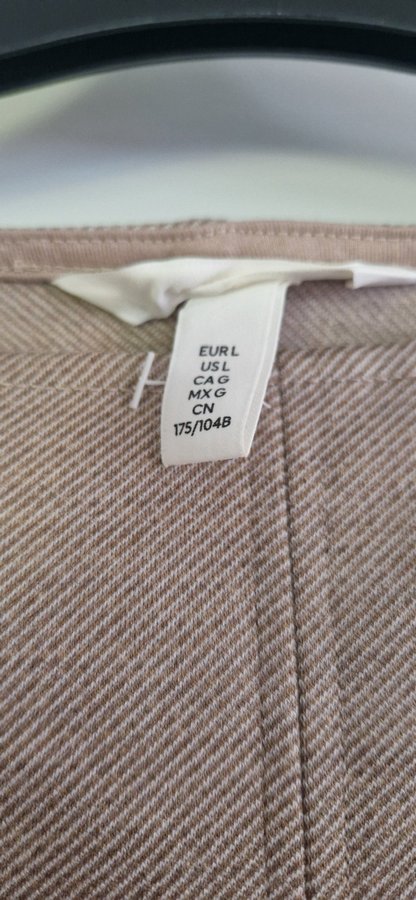 EUR L
US L
CA G
MX G
CN
175/104B